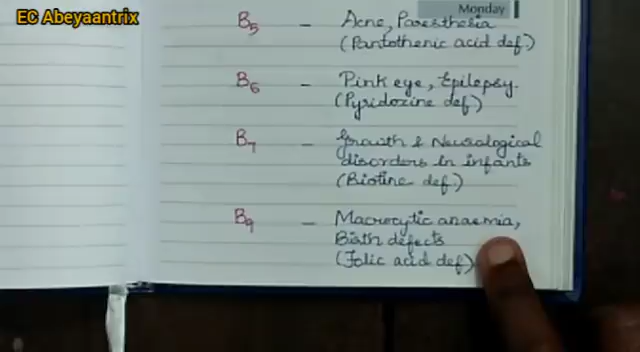 EC Abeyaantrix
Monday
B5 - Acne, Paresthesia
(Pantothenic acid def.)
B6 - Pink eye, Epilepsy.
(Pyridoxine def)
B7 - Growth & Neurological
disorders in infants
(Biotine def.)
B9 - Macrocytic anaemia,
Birth defects
(Folic acid def)